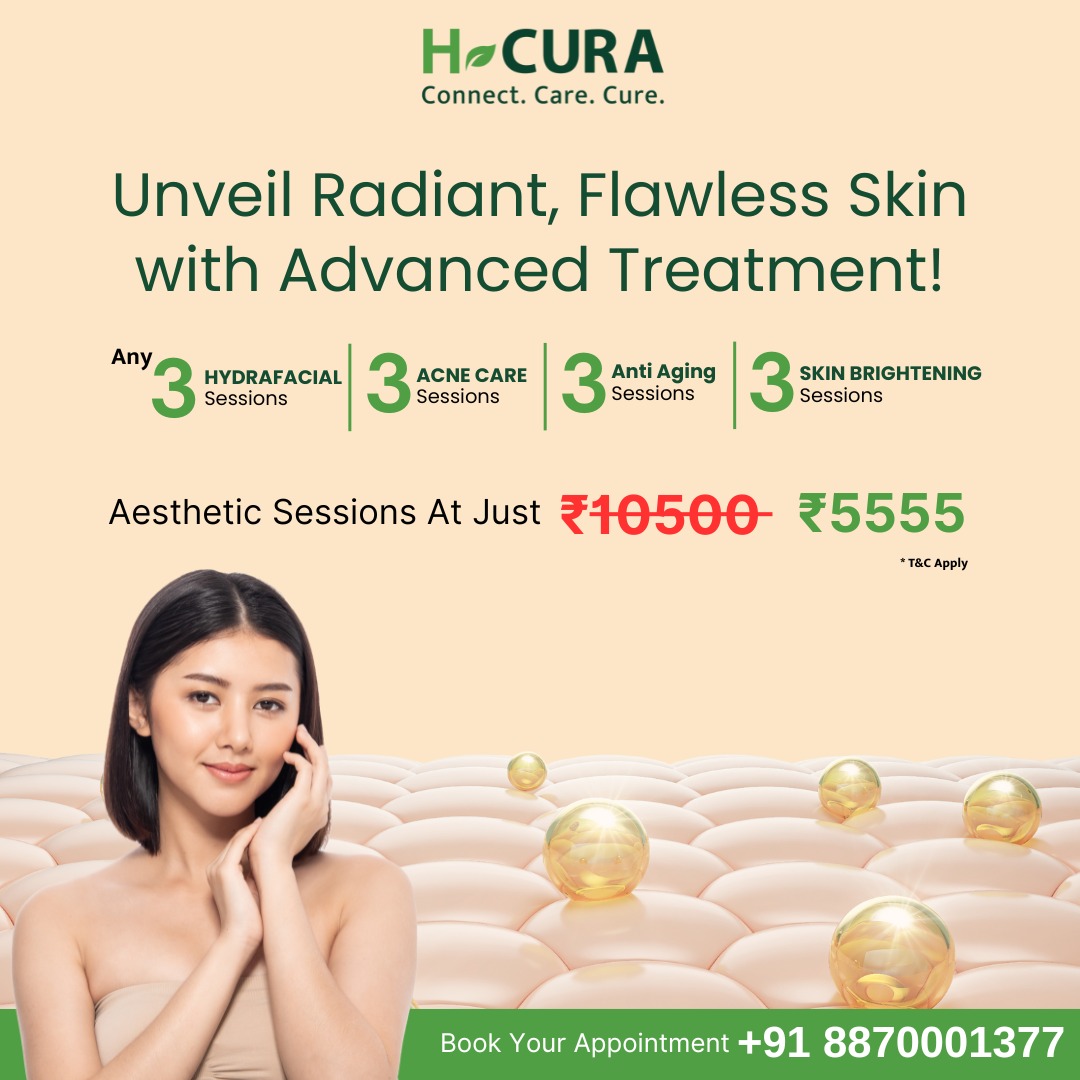 H CURA
Connect. Care. Cure.
Unveil Radiant, Flawless Skin
with Advanced Treatment!
Any 3 HYDRAFACIAL Sessions
3 ACNE CARE Sessions
3 Anti Aging Sessions
3 SKIN BRIGHTENING Sessions
Aesthetic Sessions At Just ₹10500 ₹5555
* T&C Apply
Book Your Appointment +91 8870001377